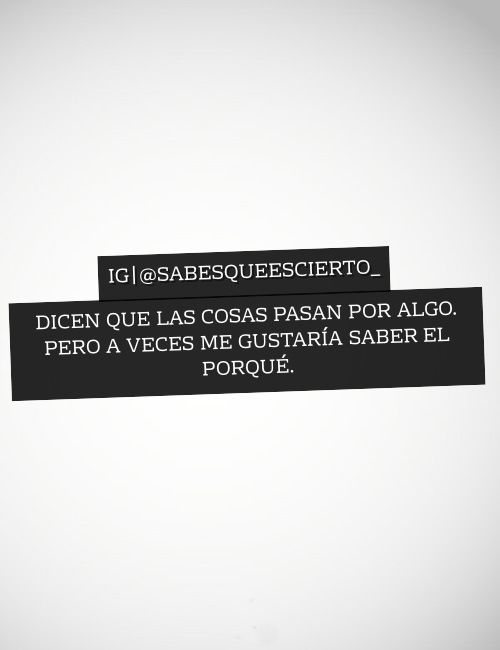 IG|@SABESQUEESCIERTO_
DICEN QUE LAS COSAS PASAN POR ALGO.
PERO A VECES ME GUSTARÍA SABER EL
PORQUÉ.